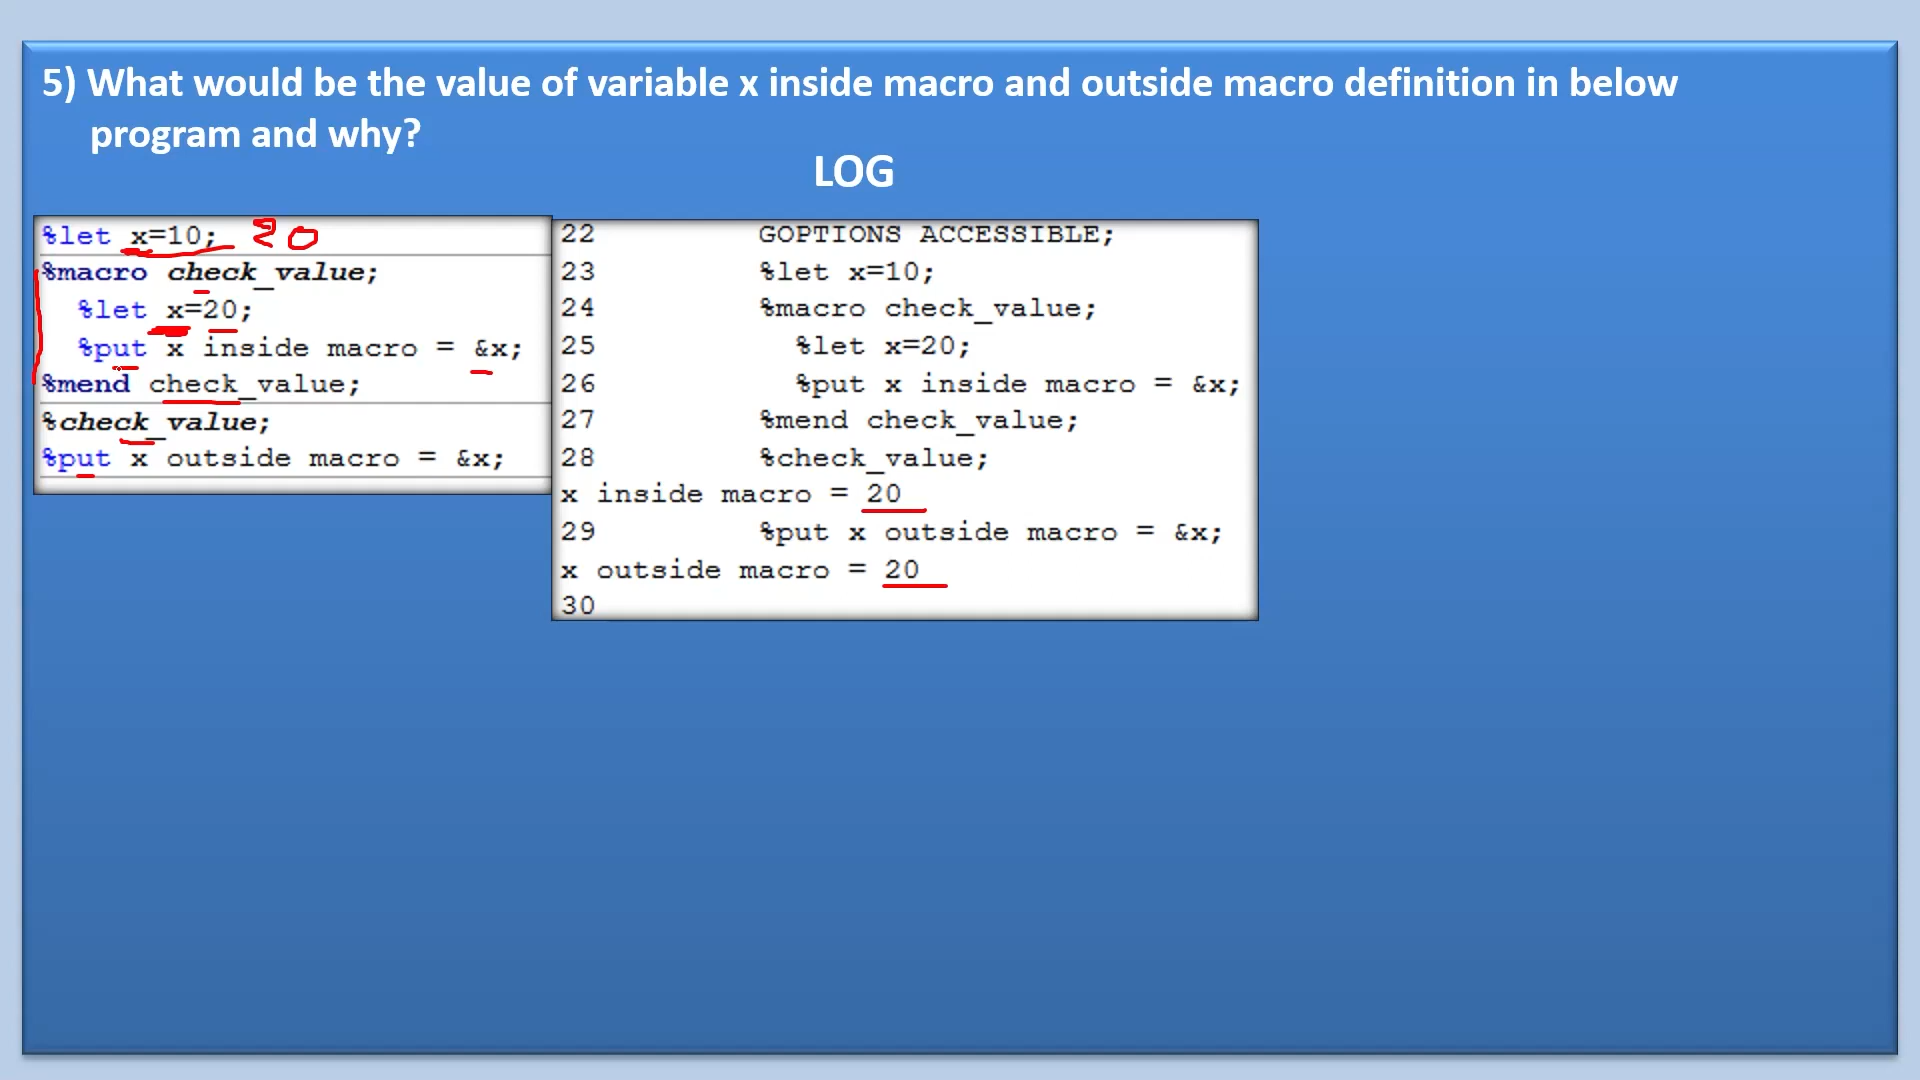 5) What would be the value of variable x inside macro and outside macro definition in below
program and why?
LOG
%let x=10; 20
%macro check_value;
%let x=20;
%put x inside macro = &x;
%mend check_value;
%check_value;
%put x outside macro = &x;
22 GOPTIONS ACCESSIBLE;
23 %let x=10;
24 %macro check_value;
25 %let x=20;
26 %put x inside macro = &x;
27 %mend check_value;
28 %check_value;
x inside macro = 20
29 %put x outside macro = &x;
x outside macro = 20
30